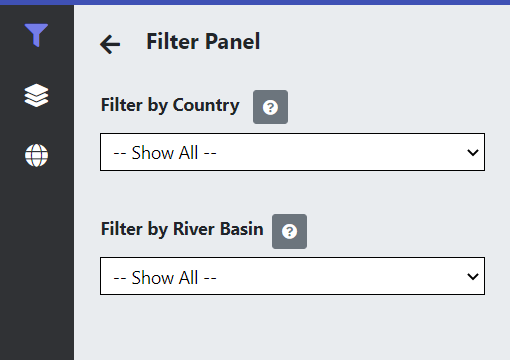 Filter Panel
Filter by Country ?
-- Show All --
Filter by River Basin ?
-- Show All --